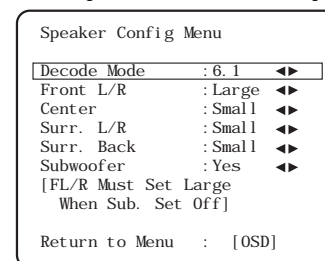 Speaker Config Menu
Decode Mode :6.1 ◀▶
Front L/R :Large ◀▶
Center :Small ◀▶
Surr. L/R :Small ◀▶
Surr. Back :Small ◀▶
Subwoofer :Yes ◀▶
[FL/R Must Set Large
When Sub. Set Off]
Return to Menu : [OSD]